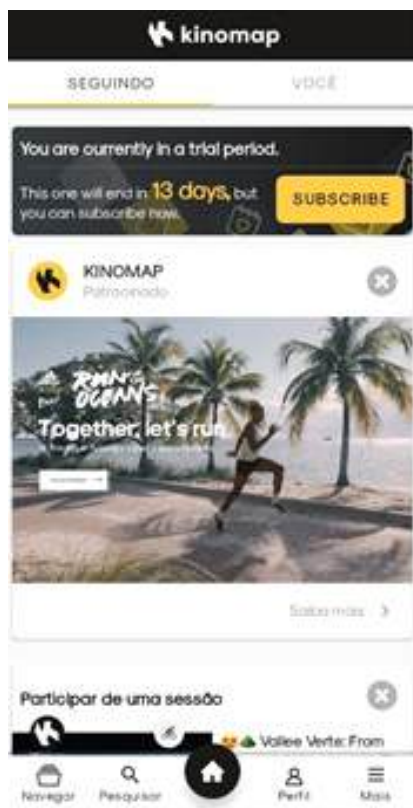 kinomap
SEGUINDO
VOCÊ
You are currently in a trial period.
This one will end in 13 days, but
you can subscribe now.
SUBSCRIBE
KINOMAP
Patrocinado
RUN
OCEANS
Together, let's run
Saiba mais
Participar de uma sessão
Vallee Verte: From
Navegar
Pesquisar
Perfil
Mais